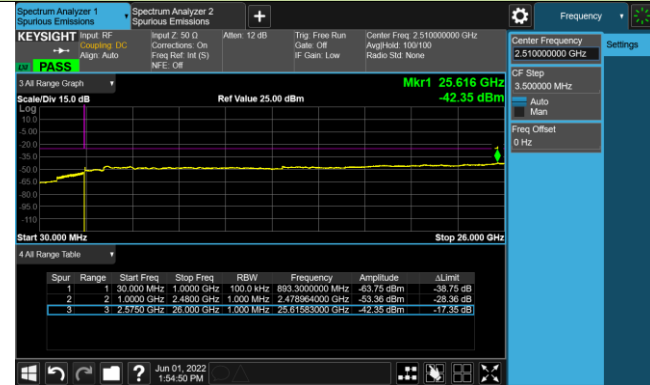 Spectrum Analyzer 1
Spurious Emissions
Spectrum Analyzer 2
Spurious Emissions
+
Frequency
KEYSIGHT
Input: RF
Coupling: DC
Align: Auto
Input Z: 50 Ω
Corrections: On
Freq Ref: Int (S)
NFE: Off
Atten: 12 dB
Trig: Free Run
Gate: Off
IF Gain: Low
Center Freq: 2.510000000 GHz
Avg|Hold: 100/100
Radio Std: None
PASS
Center Frequency
2.510000000 GHz
Settings
CF Step
3.500000 MHz
Auto
Man
Freq Offset
0 Hz
3 All Range Graph
Mkr1 25.616 GHz
-42.35 dBm
Scale/Div 15.0 dB
Ref Value 25.00 dBm
Log
10.0
-5.00
-20.0
-35.0
-50.0
-65.0
-80.0
-95.0
-110
1
Start 30.000 MHz
Stop 26.000 GHz
4 All Range Table
Spur Range Start Freq Stop Freq RBW Frequency Amplitude ΔLimit
1 1 30.000 MHz 1.0000 GHz 100.0 kHz 893.3000000 MHz -63.75 dBm -38.75 dB
2 2 1.0000 GHz 2.4800 GHz 1.000 MHz 2.478964000 GHz -53.36 dBm -28.36 dB
3 3 2.5750 GHz 26.000 GHz 1.000 MHz 25.61583000 GHz -42.35 dBm -17.35 dB
?
Jun 01, 2022
1:54:50 PM